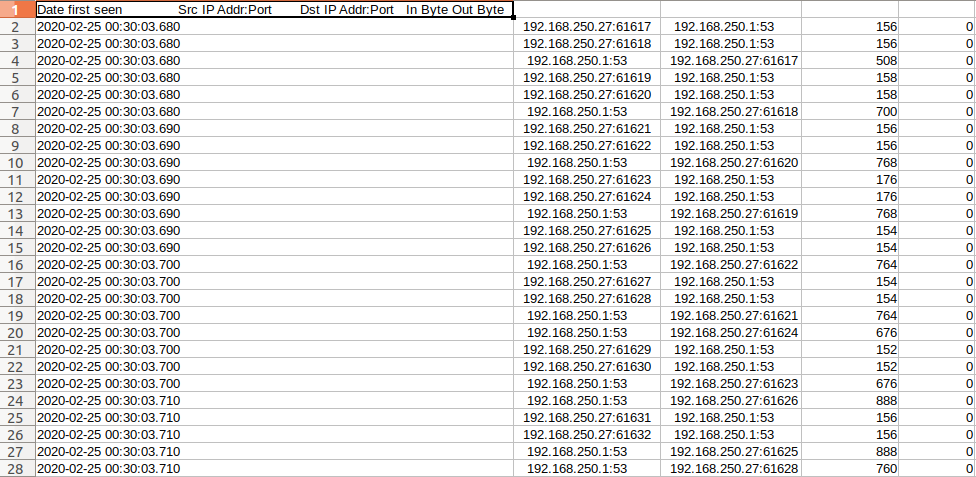 1 Date first seen Src IP Addr:Port Dst IP Addr:Port In Byte Out Byte
2 2020-02-25 00:30:03.680 192.168.250.27:61617 192.168.250.1:53 156 0
3 2020-02-25 00:30:03.680 192.168.250.27:61618 192.168.250.1:53 156 0
4 2020-02-25 00:30:03.680 192.168.250.1:53 192.168.250.27:61617 508 0
5 2020-02-25 00:30:03.680 192.168.250.27:61619 192.168.250.1:53 158 0
6 2020-02-25 00:30:03.680 192.168.250.27:61620 192.168.250.1:53 158 0
7 2020-02-25 00:30:03.680 192.168.250.1:53 192.168.250.27:61618 700 0
8 2020-02-25 00:30:03.690 192.168.250.27:61621 192.168.250.1:53 156 0
9 2020-02-25 00:30:03.690 192.168.250.27:61622 192.168.250.1:53 156 0
10 2020-02-25 00:30:03.690 192.168.250.1:53 192.168.250.27:61620 768 0
11 2020-02-25 00:30:03.690 192.168.250.27:61623 192.168.250.1:53 176 0
12 2020-02-25 00:30:03.690 192.168.250.27:61624 192.168.250.1:53 176 0
13 2020-02-25 00:30:03.690 192.168.250.1:53 192.168.250.27:61619 768 0
14 2020-02-25 00:30:03.690 192.168.250.27:61625 192.168.250.1:53 154 0
15 2020-02-25 00:30:03.690 192.168.250.27:61626 192.168.250.1:53 154 0
16 2020-02-25 00:30:03.690 192.168.250.1:53 192.168.250.27:61622 764 0
17 2020-02-25 00:30:03.700 192.168.250.27:61627 192.168.250.1:53 154 0
18 2020-02-25 00:30:03.700 192.168.250.27:61628 192.168.250.1:53 154 0
19 2020-02-25 00:30:03.700 192.168.250.1:53 192.168.250.27:61621 764 0
20 2020-02-25 00:30:03.700 192.168.250.1:53 192.168.250.27:61624 676 0
21 2020-02-25 00:30:03.700 192.168.250.27:61629 192.168.250.1:53 152 0
22 2020-02-25 00:30:03.700 192.168.250.27:61630 192.168.250.1:53 152 0
23 2020-02-25 00:30:03.700 192.168.250.1:53 192.168.250.27:61623 676 0
24 2020-02-25 00:30:03.710 192.168.250.1:53 192.168.250.27:61626 888 0
25 2020-02-25 00:30:03.710 192.168.250.27:61631 192.168.250.1:53 156 0
26 2020-02-25 00:30:03.710 192.168.250.27:61632 192.168.250.1:53 156 0
27 2020-02-25 00:30:03.710 192.168.250.1:53 192.168.250.27:61625 888 0
28 2020-02-25 00:30:03.710 192.168.250.1:53 192.168.250.27:61628 760 0